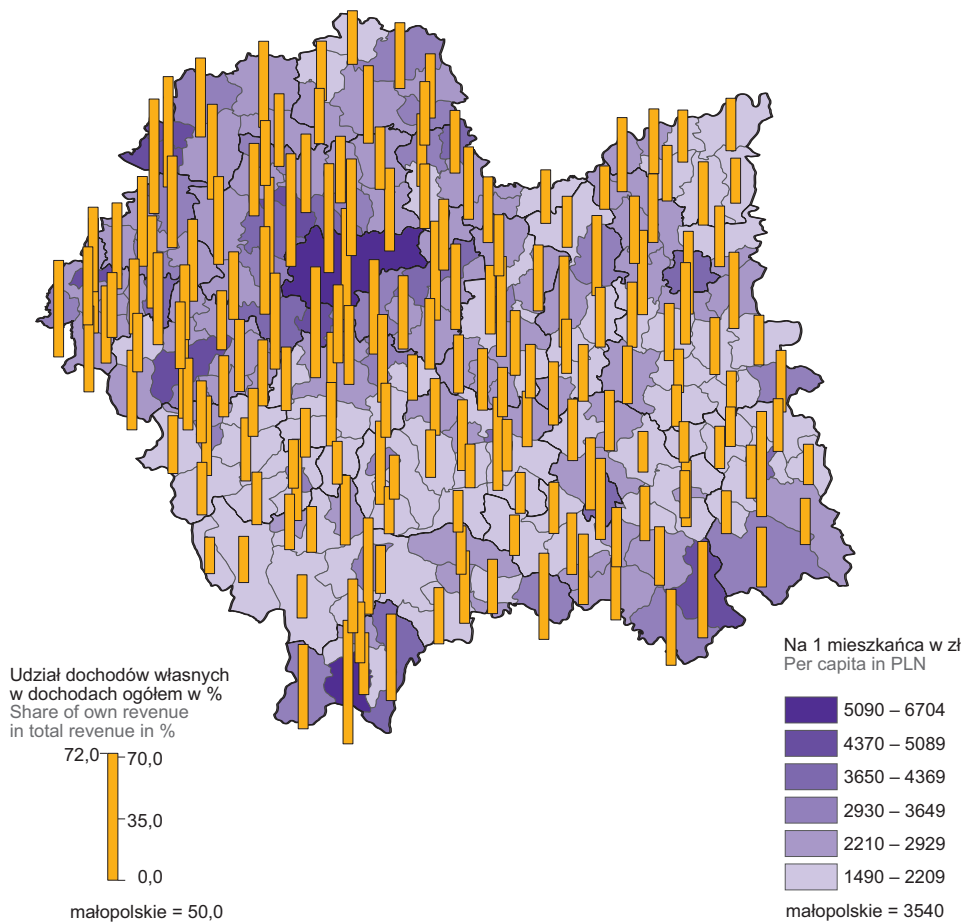 Udział dochodów własnych
w dochodach ogółem w %
Share of own revenue
in total revenue in %
72,0
70,0
35,0
0,0
małopolskie = 50,0
Na 1 mieszkańca w zł
Per capita in PLN
5090 – 6704
4370 – 5089
3650 – 4369
2930 – 3649
2210 – 2929
1490 – 2209
małopolskie = 3540